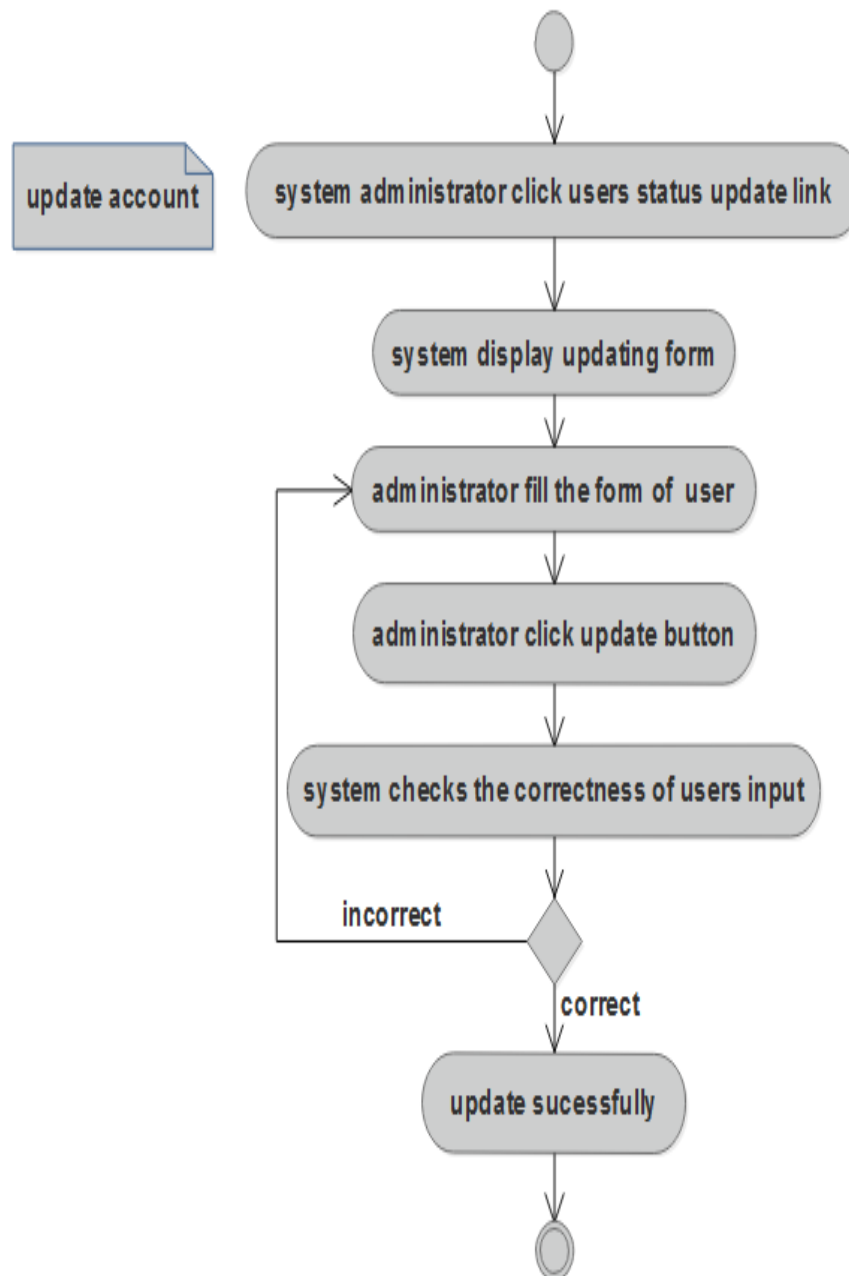 update account
system administrator click users status update link
system display updating form
administrator fill the form of user
administrator click update button
system checks the correctness of users input
incorrect
correct
update sucessfully